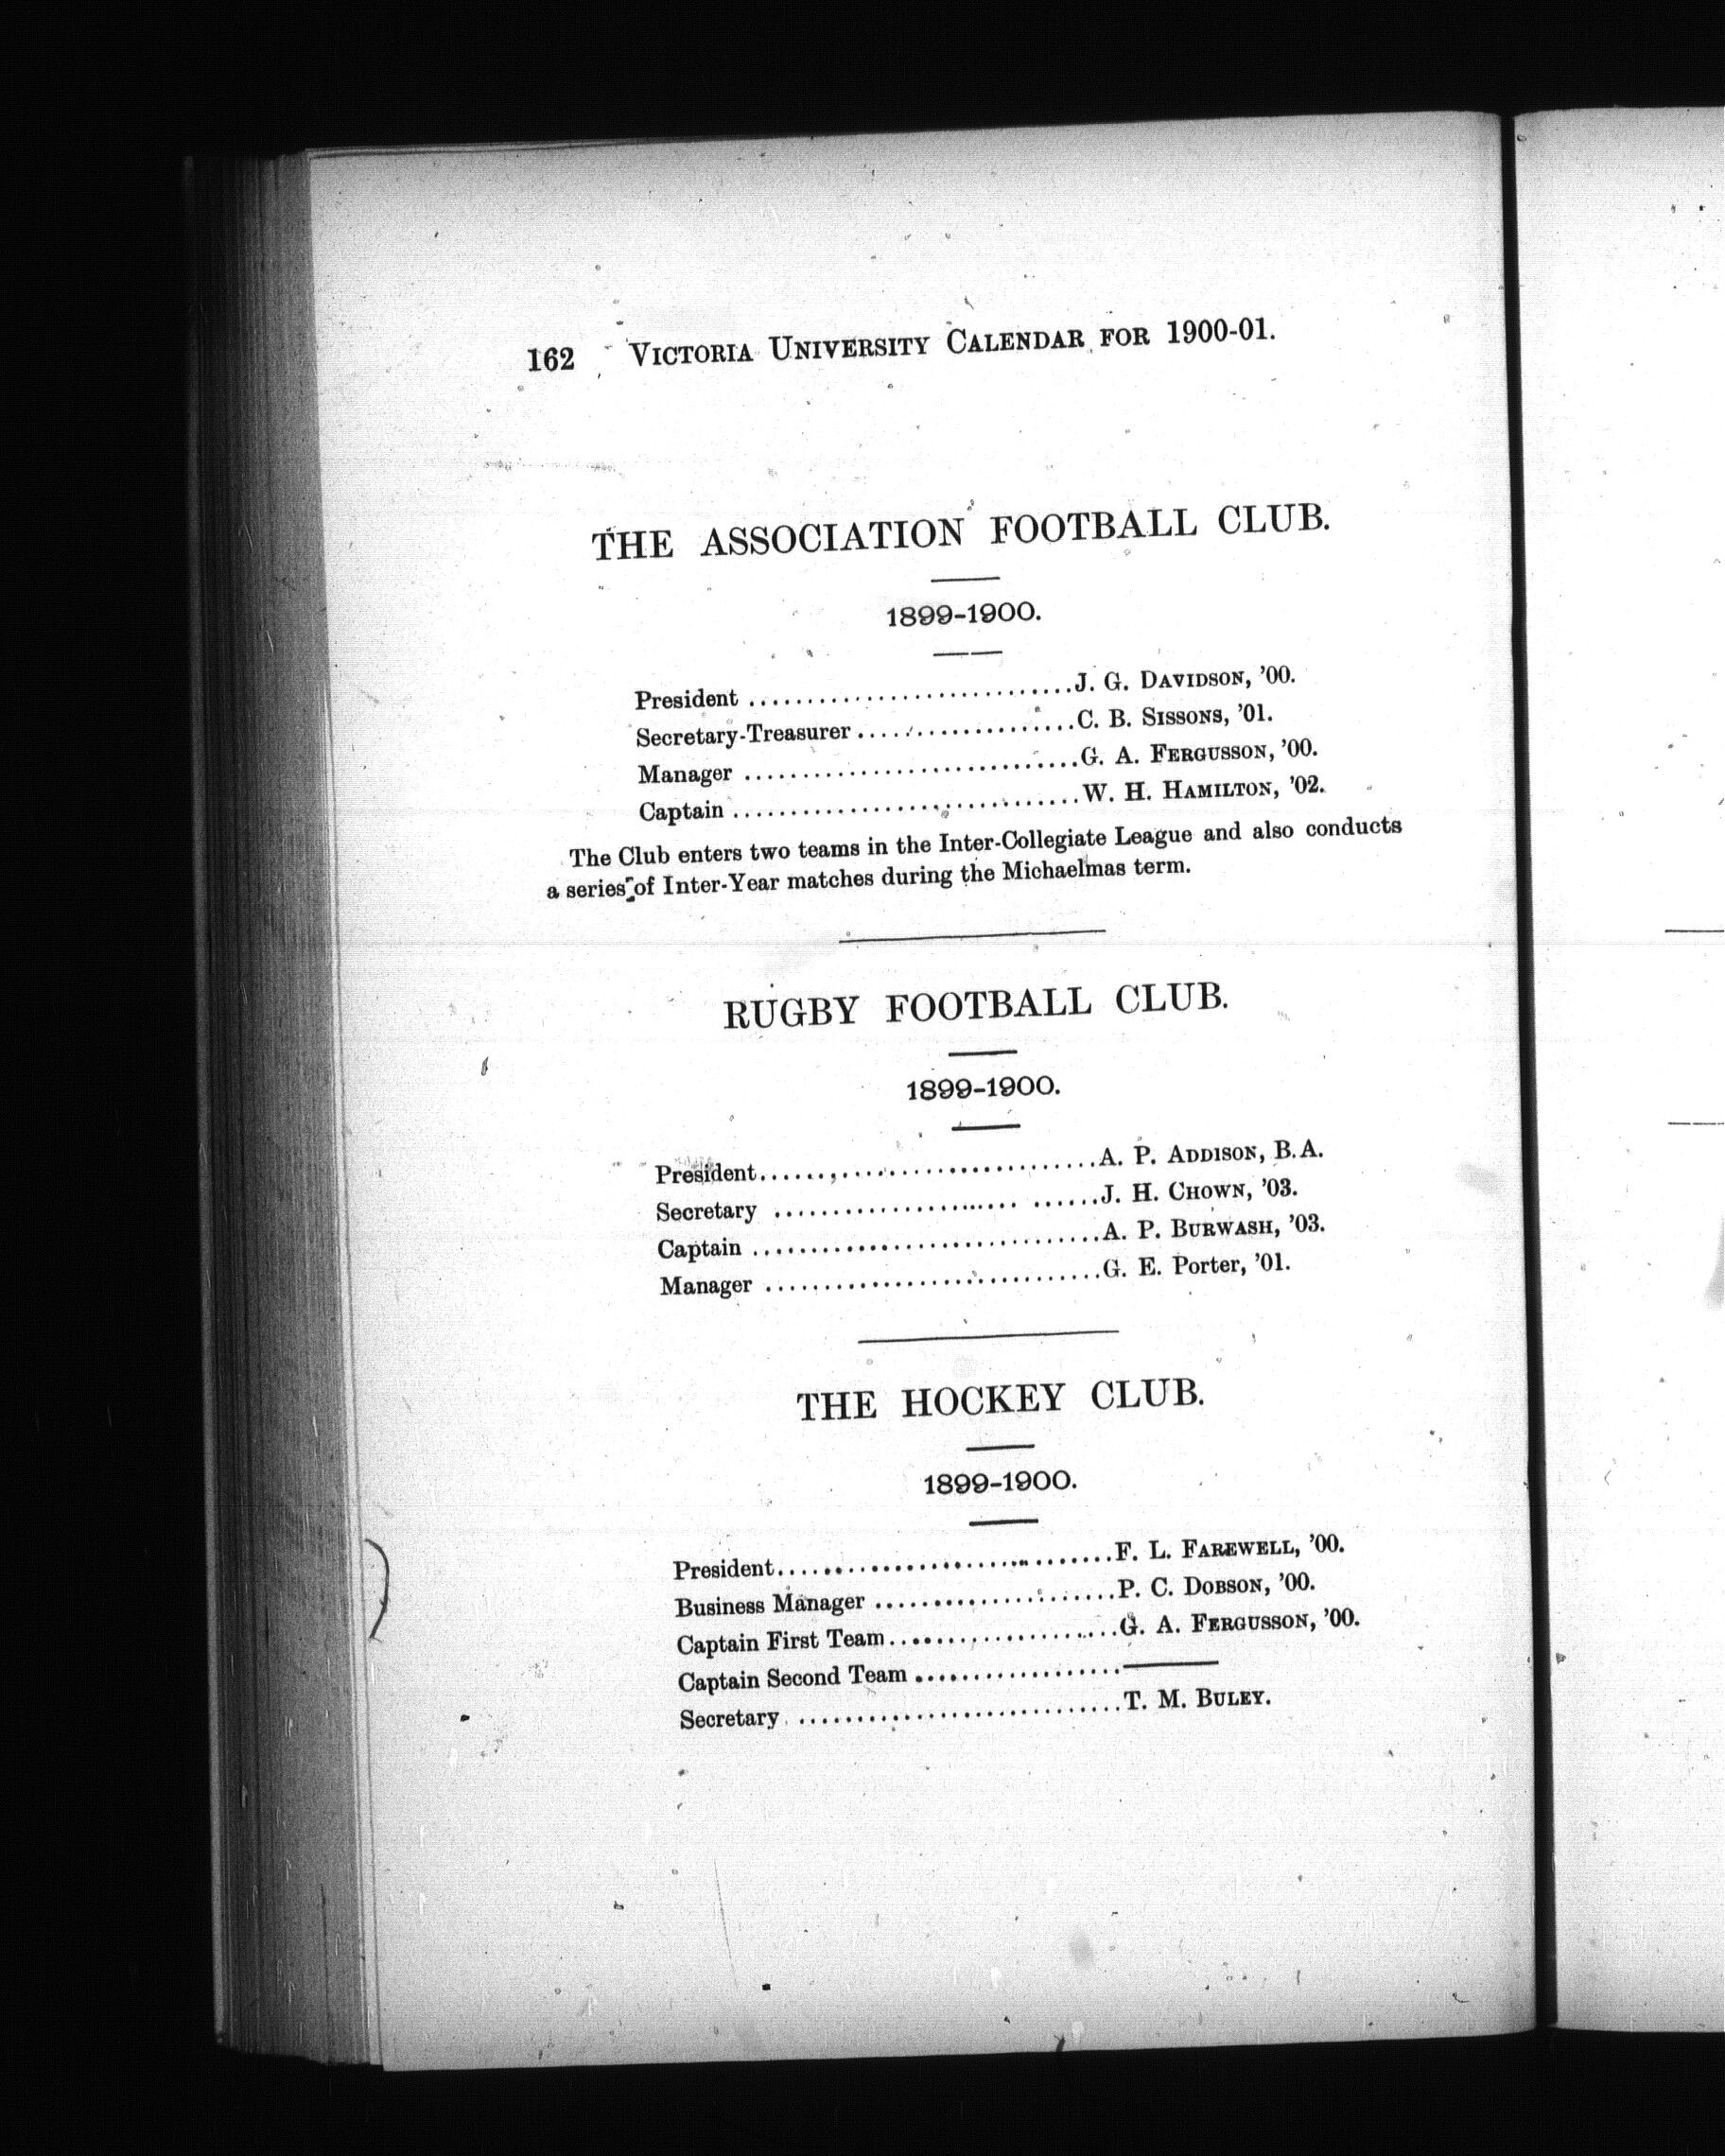 162 VICTORIA UNIVERSITY CALENDAR FOR 1900-01.
THE ASSOCIATION FOOTBALL CLUB.
1899-1900.
President ............................J. G. DAVIDSON, '00.
Secretary-Treasurer...................C. B. SISSONS, '01.
Manager .............................G. A. FERGUSSON, '00.
Captain ..............................W. H. HAMILTON, '02.
The Club enters two teams in the Inter-Collegiate League and also conducts
a series of Inter-Year matches during the Michaelmas term.
RUGBY FOOTBALL CLUB.
1899-1900.
President.............................A. P. ADDISON, B.A.
Secretary ..................... ......J. H. CHOWN, '03.
Captain ..............................A. P. BURWASH, '03.
Manager .............................G. E. Porter, '01.
THE HOCKEY CLUB.
1899-1900.
President.............................F. L. FAREWELL, '00.
Business Manager .....................P. C. DOBSON, '00.
Captain First Team....................G. A. FERGUSSON, '00.
Captain Second Team ..................———
Secretary ............................T. M. BULEY.